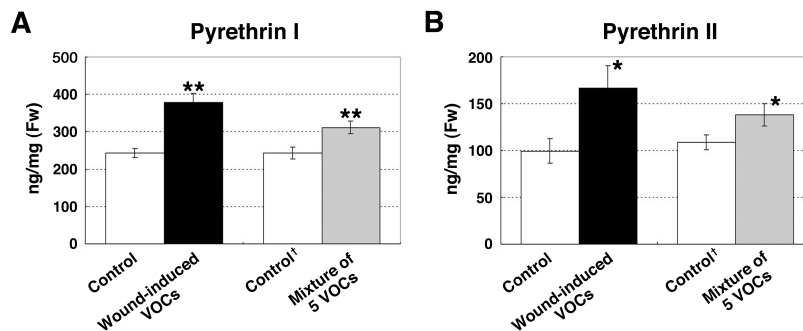 A
Pyrethrin I
ng/mg (Fw)
500
400
300
200
100
0
**
**
Control
Wound-induced
VOCs
Control†
Mixture of
5 VOCs
B
Pyrethrin II
ng/mg (Fw)
200
150
100
50
0
*
*
Control
Wound-induced
VOCs
Control†
Mixture of
5 VOCs